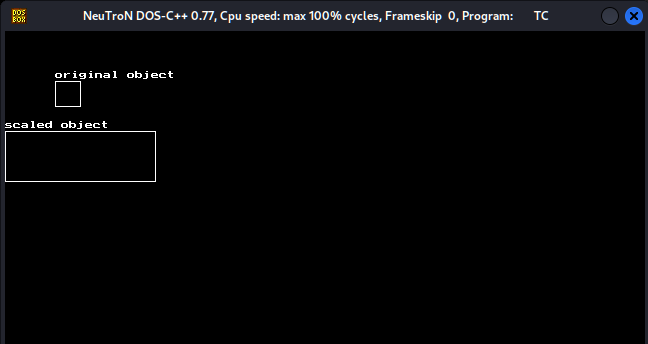 DOS
BOX
NeuTroN DOS-C++ 0.77, Cpu speed: max 100% cycles, Frameskip 0, Program: TC
original object
scaled object